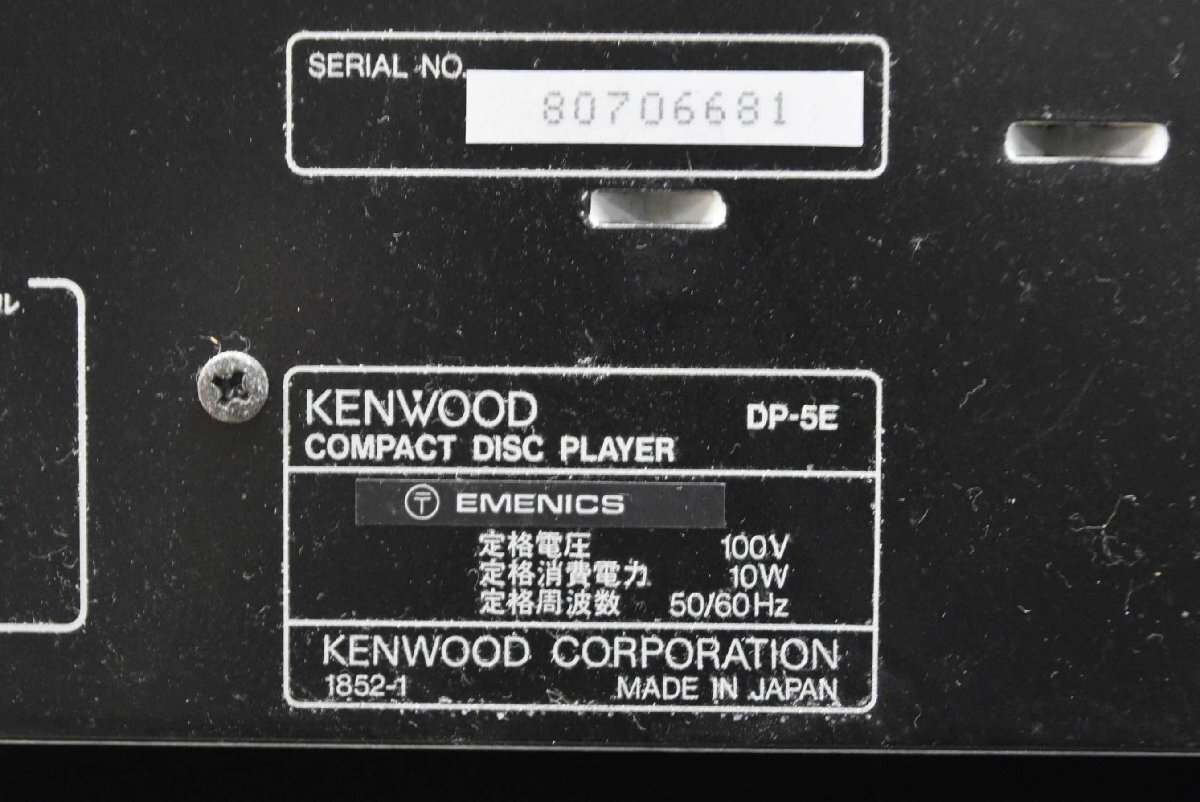 SERIAL NO.
80706681
ル
KENWOOD DP-5E
COMPACT DISC PLAYER
〒 EMENICS
定格電圧 100V
定格消費電力 10W
定格周波数 50/60Hz
KENWOOD CORPORATION
1852-1 MADE IN JAPAN